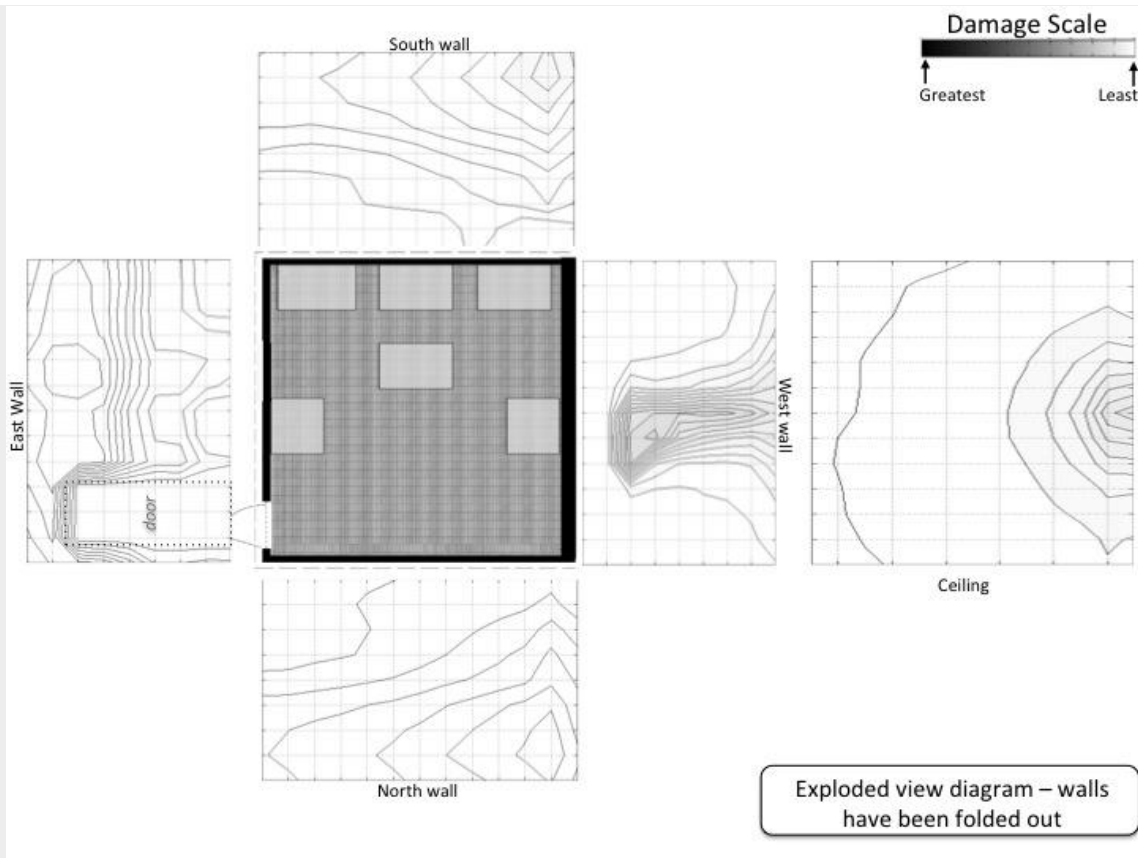 Damage Scale
Greatest
Least
South wall
East Wall
door
West wall
Ceiling
North wall
Exploded view diagram – walls
have been folded out